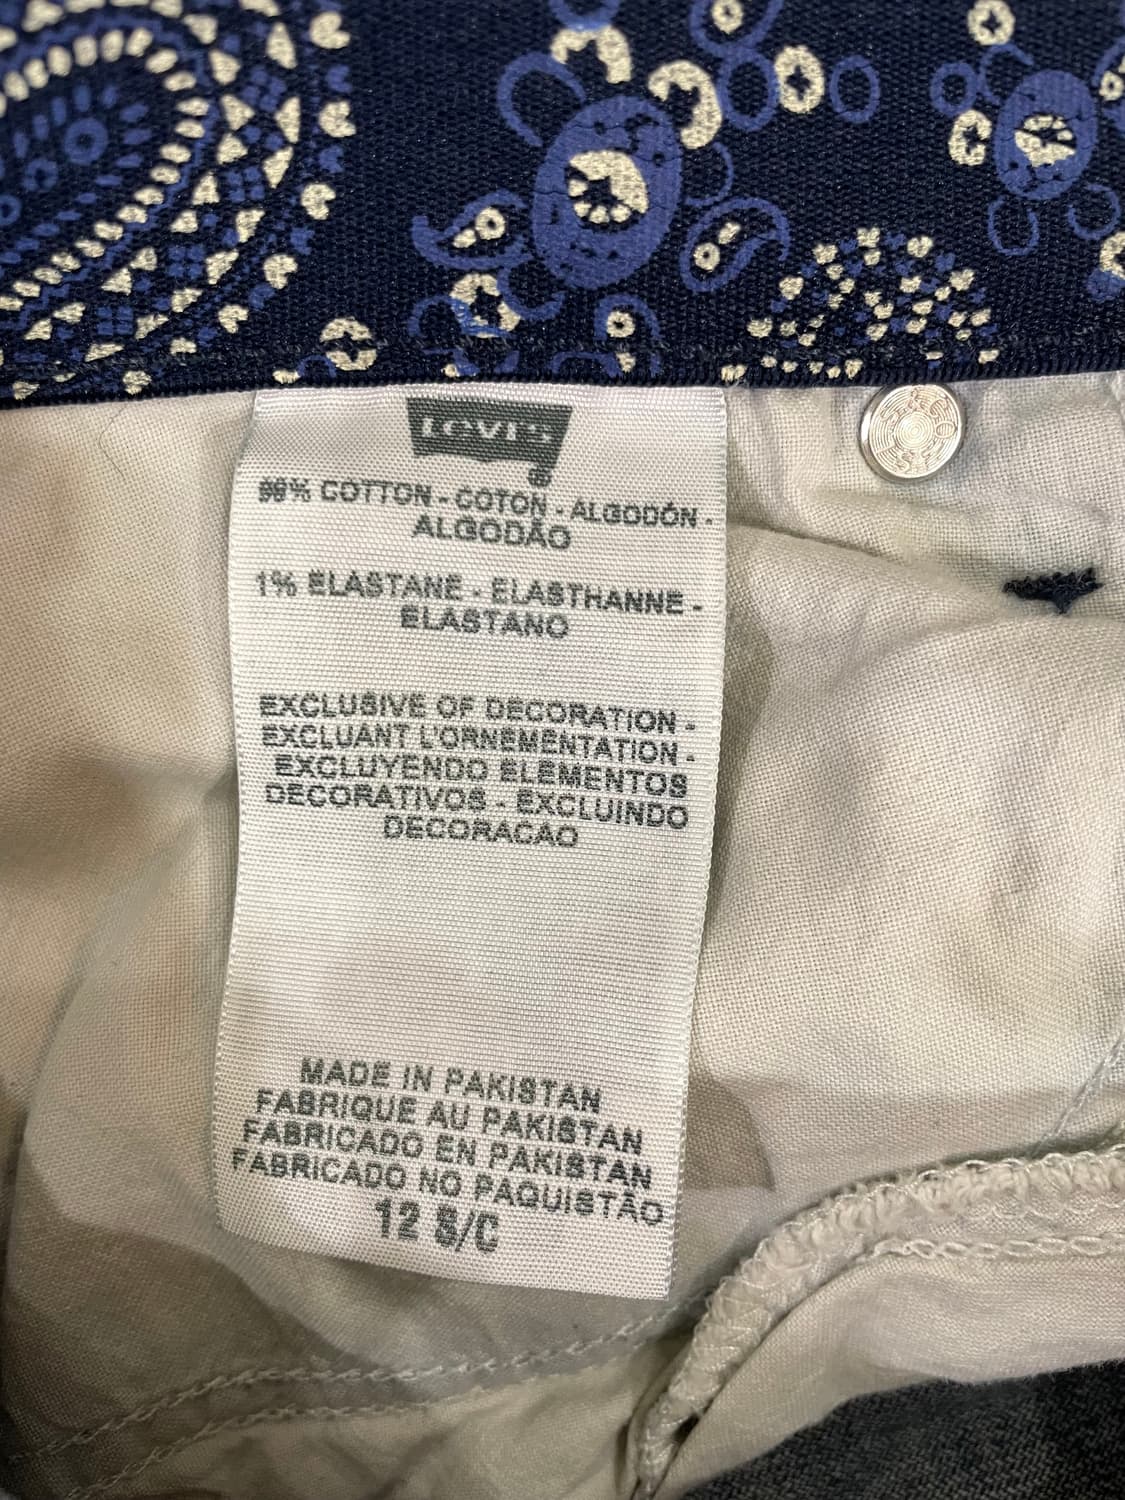 Levi's
®
99% COTTON - COTON - ALGODÓN -
ALGODÃO
1% ELASTANE - ELASTHANNE -
ELASTANO
EXCLUSIVE OF DECORATION -
EXCLUANT L'ORNEMENTATION -
EXCLUYENDO ELEMENTOS
DECORATIVOS - EXCLUINDO
DECORACAO
MADE IN PAKISTAN
FABRIQUE AU PAKISTAN
FABRICADO EN PAKISTAN
FABRICADO NO PAQUISTÃO
12 S/C